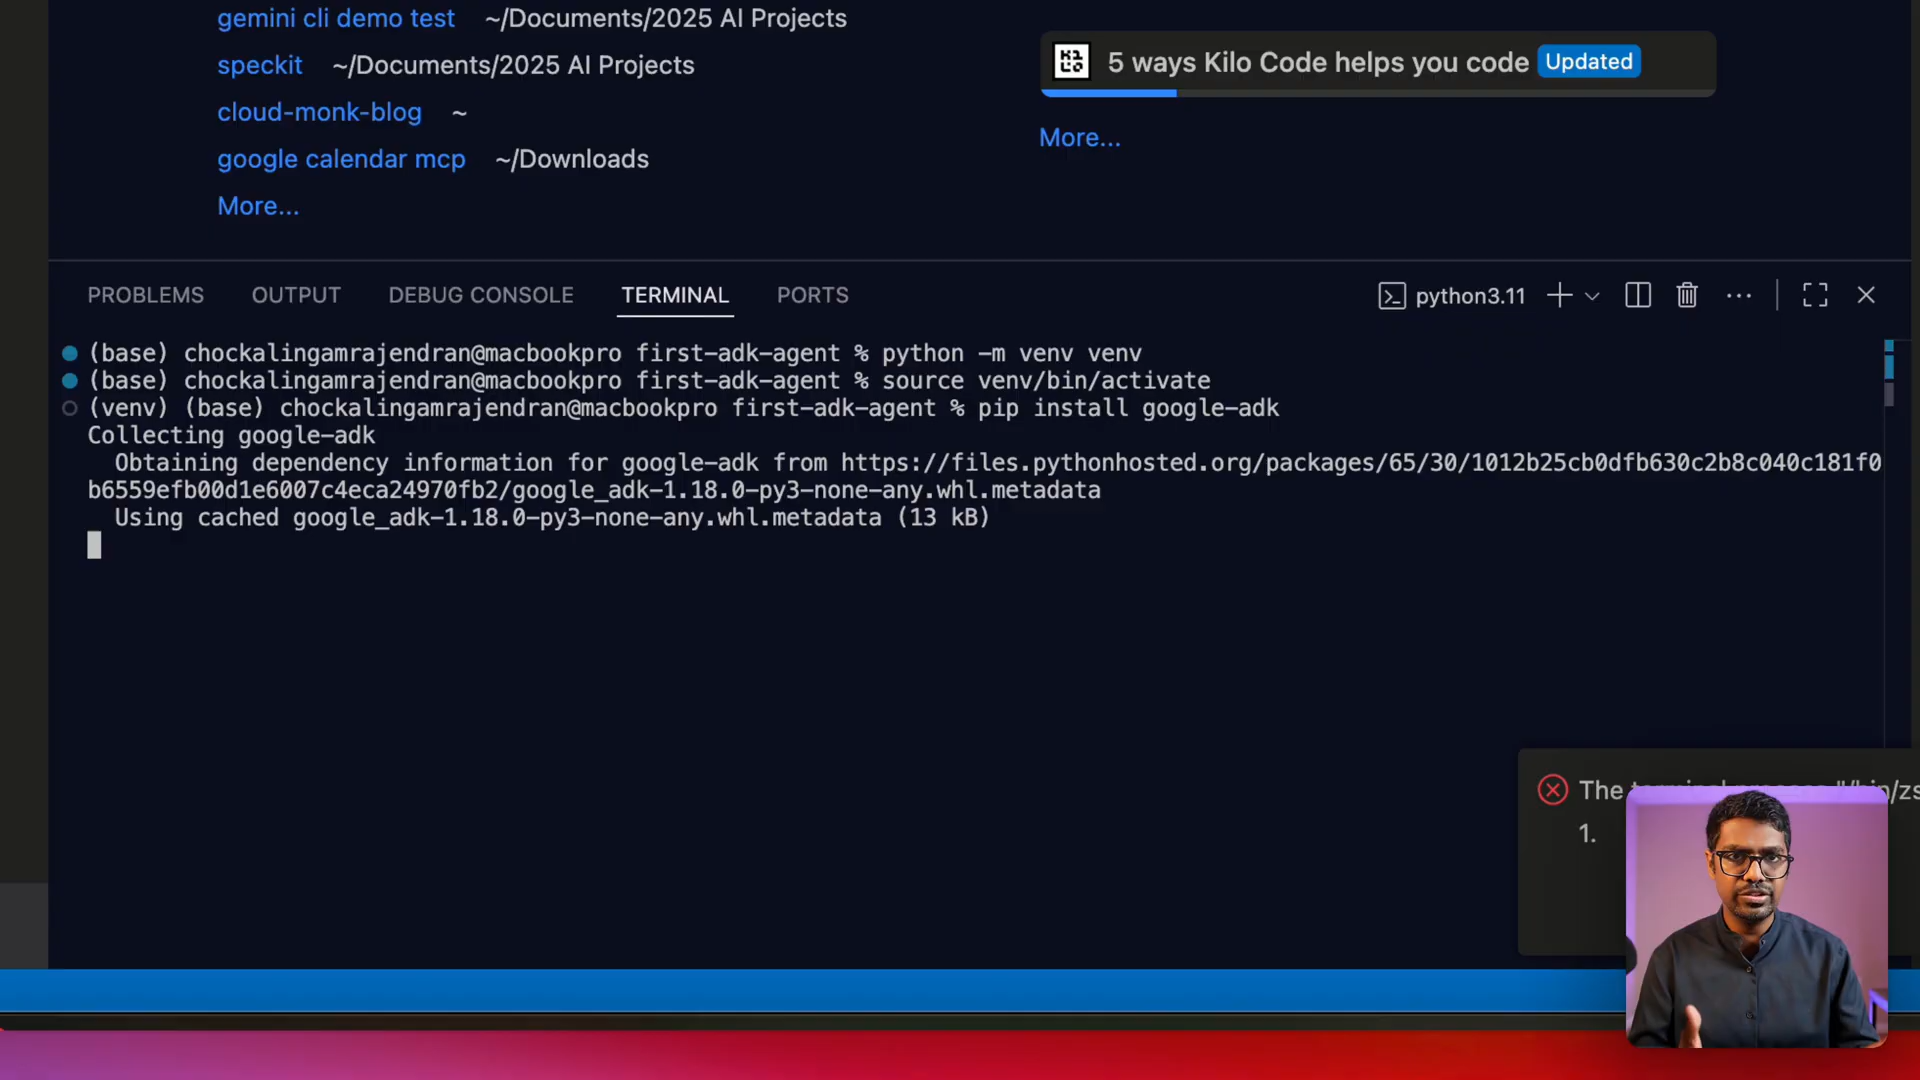 gemini cli demo test ~/Documents/2025 AI Projects
speckit ~/Documents/2025 AI Projects
cloud-monk-blog ~
google calendar mcp ~/Downloads
More...
5 ways Kilo Code helps you code Updated
More...
PROBLEMS OUTPUT DEBUG CONSOLE TERMINAL PORTS python3.11
(base) chockalingamrajendran@macbookpro first-adk-agent % python -m venv venv
(base) chockalingamrajendran@macbookpro first-adk-agent % source venv/bin/activate
(venv) (base) chockalingamrajendran@macbookpro first-adk-agent % pip install google-adk
Collecting google-adk
Obtaining dependency information for google-adk from https://files.pythonhosted.org/packages/65/30/1012b25cb0dfb630c2b8c040c181f0
b6559efb00d1e6007c4eca24970fb2/google_adk-1.18.0-py3-none-any.whl.metadata
Using cached google_adk-1.18.0-py3-none-any.whl.metadata (13 kB)
The
1.